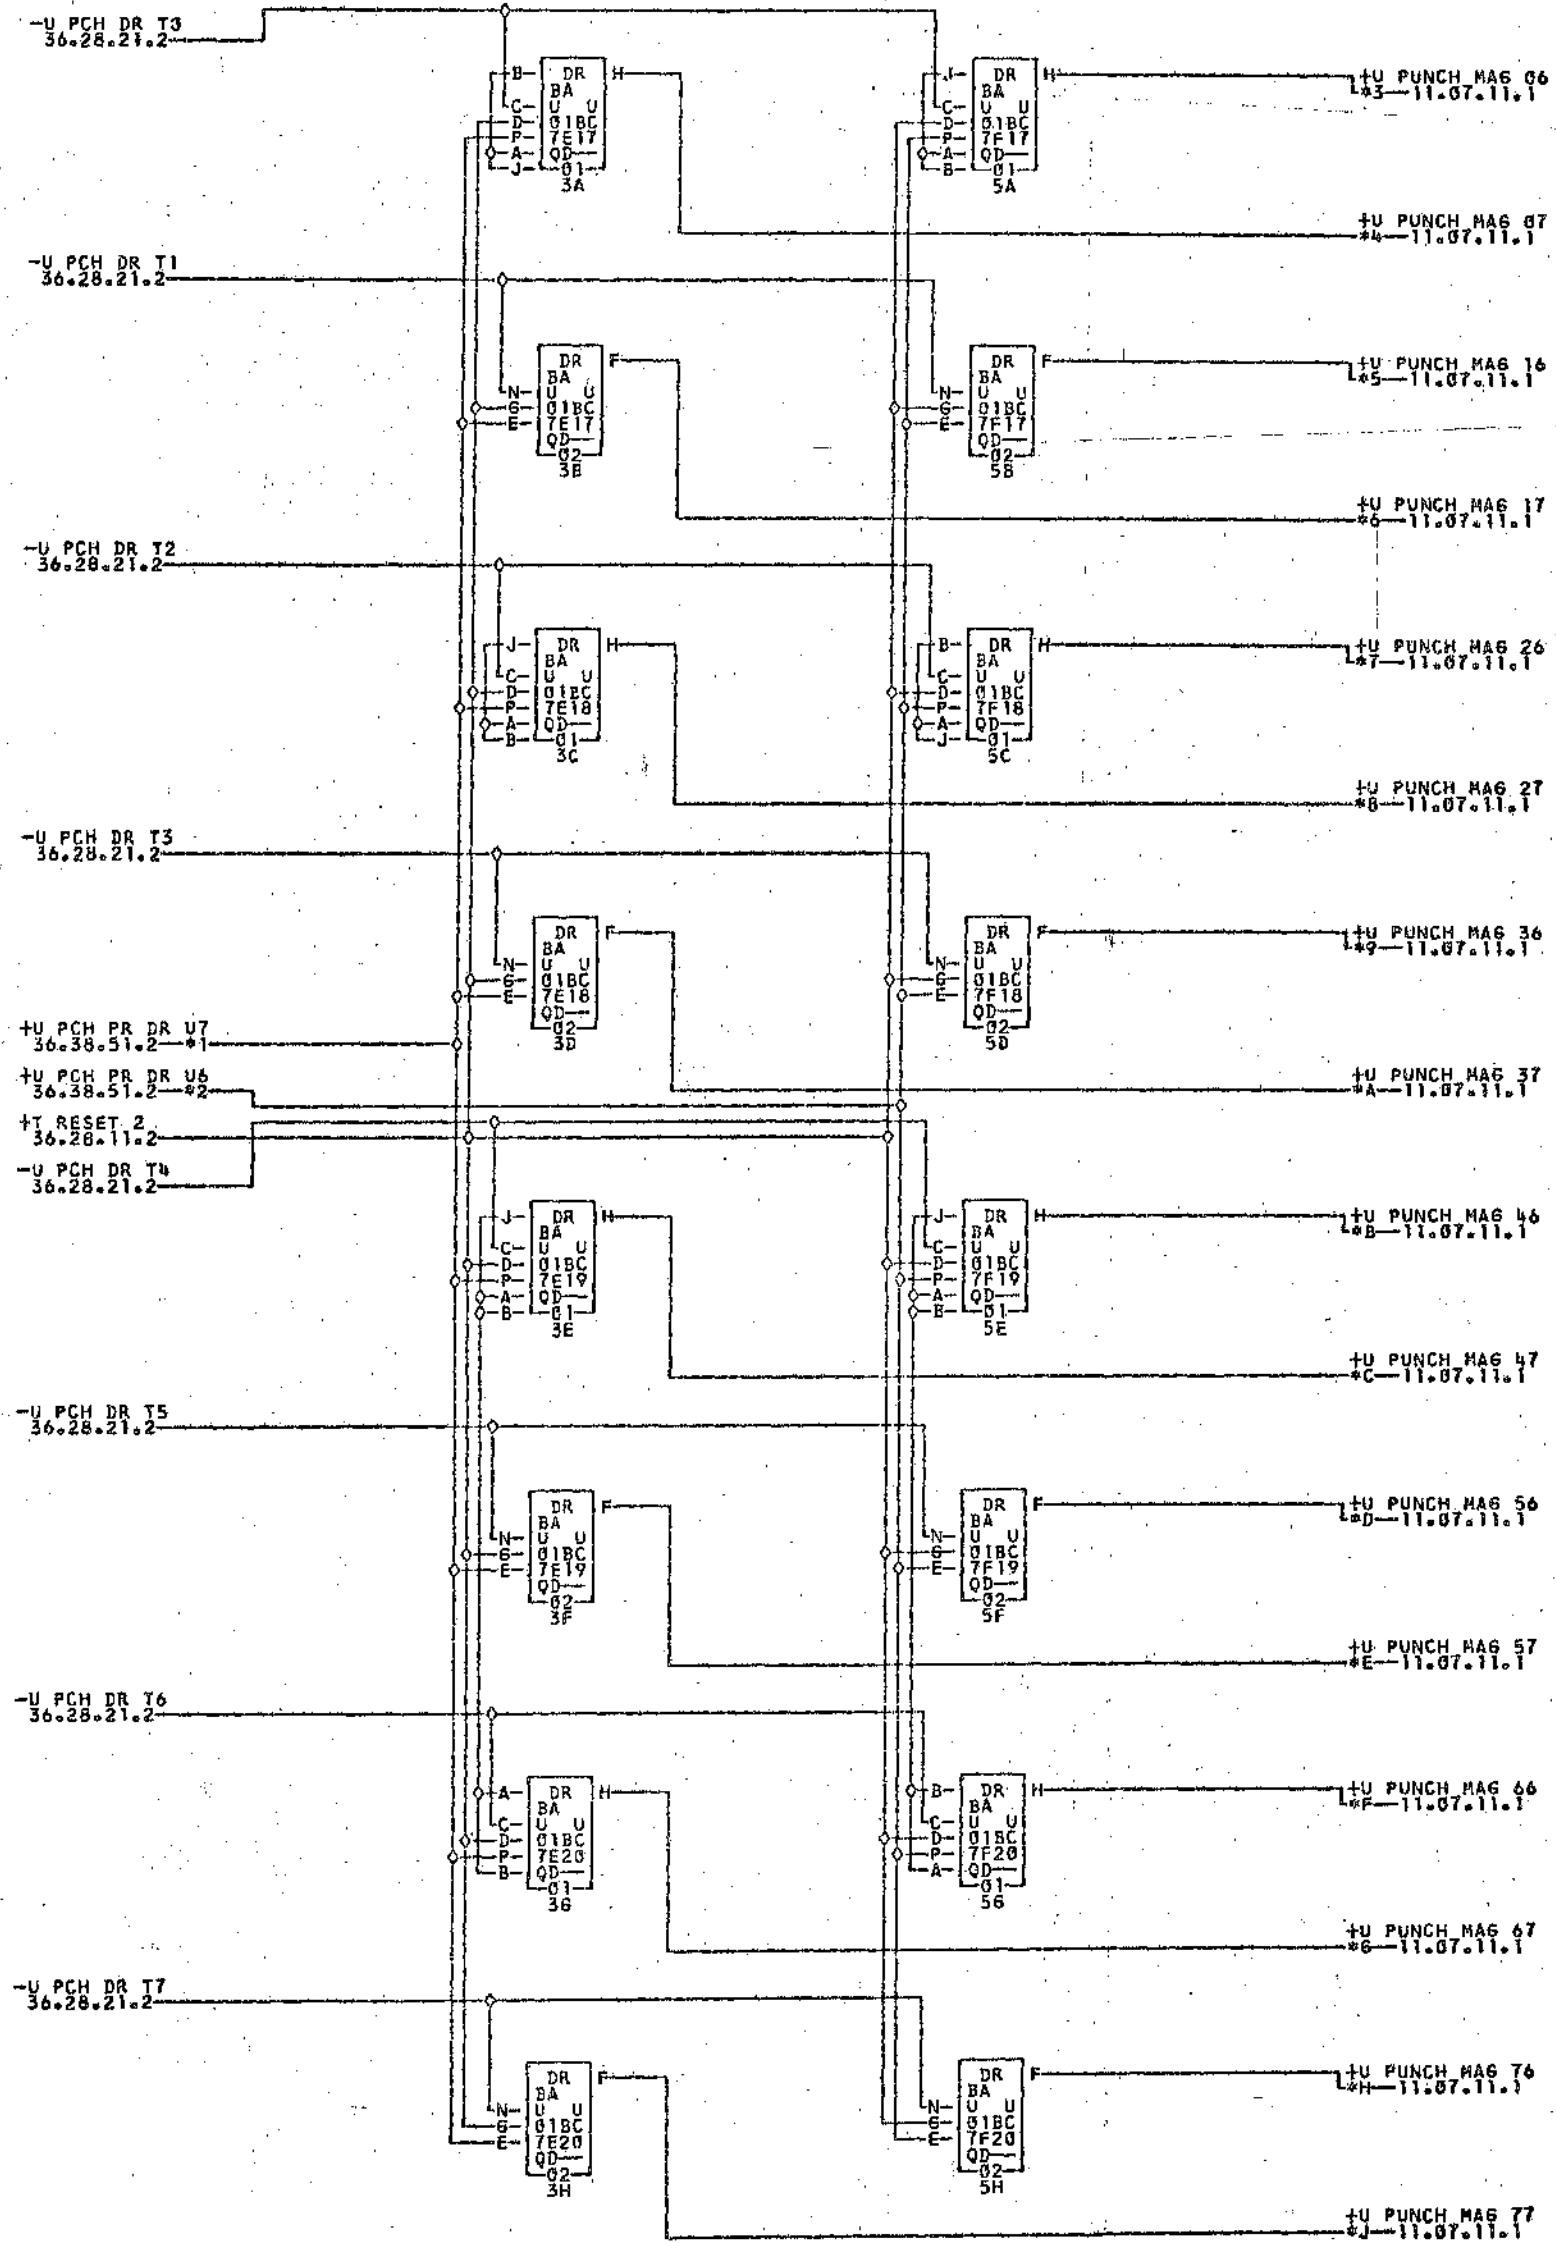 -U PCH DR T0
36.28.21.2
B DR H
BA
C U U
D 01BC
P 7E17
A QD
J 01
3A
J DR H
BA
C U U
D 01BC
P 7F17
A QD
B 01
5A
+U PUNCH MAG 06
*3—11.07.11.1
+U PUNCH MAG 07
*4—11.07.11.1
-U PCH DR T1
36.28.21.2
DR F
BA
N U U
G 01BC
E 7E17
QD
02
3B
DR F
BA
N U U
G 01BC
E 7F17
QD
02
5B
+U PUNCH MAG 16
*5—11.07.11.1
+U PUNCH MAG 17
*6—11.07.11.1
-U PCH DR T2
36.28.21.2
J DR H
BA
C U U
D 01BC
P 7E18
A QD
B 01
3C
B DR H
BA
C U U
D 01BC
P 7F18
A QD
J 01
5C
+U PUNCH MAG 26
*7—11.07.11.1
+U PUNCH MAG 27
*8—11.07.11.1
-U PCH DR T3
36.28.21.2
DR F
BA
N U U
G 01BC
E 7E18
QD
02
3D
DR F
BA
N U U
G 01BC
E 7F18
QD
02
5D
+U PUNCH MAG 36
*9—11.07.11.1
+U PCH PR DR U7
36.38.51.2—*1
+U PCH PR DR U6
36.38.51.2—*2
+U PUNCH MAG 37
*A—11.07.11.1
+T RESET 2
36.28.11.2
-U PCH DR T4
36.28.21.2
J DR H
BA
C U U
D 01BC
P 7E19
A QD
B 01
3E
J DR H
BA
C U U
D 01BC
P 7F19
A QD
B 01
5E
+U PUNCH MAG 46
*B—11.07.11.1
+U PUNCH MAG 47
*C—11.07.11.1
-U PCH DR T5
36.28.21.2
DR F
BA
N U U
G 01BC
E 7E19
QD
02
3F
DR F
BA
N U U
G 01BC
E 7F19
QD
02
5F
+U PUNCH MAG 56
*D—11.07.11.1
+U PUNCH MAG 57
*E—11.07.11.1
-U PCH DR T6
36.28.21.2
A DR H
BA
C U U
D 01BC
P 7E20
B QD
01
3G
B DR H
BA
C U U
D 01BC
P 7F20
A QD
01
5G
+U PUNCH MAG 66
*F—11.07.11.1
+U PUNCH MAG 67
*G—11.07.11.1
-U PCH DR T7
36.28.21.2
DR F
BA
N U U
G 01BC
E 7E20
QD
02
3H
DR F
BA
N U U
G 01BC
E 7F20
QD
02
5H
+U PUNCH MAG 76
*H—11.07.11.1
+U PUNCH MAG 77
*J—11.07.11.1